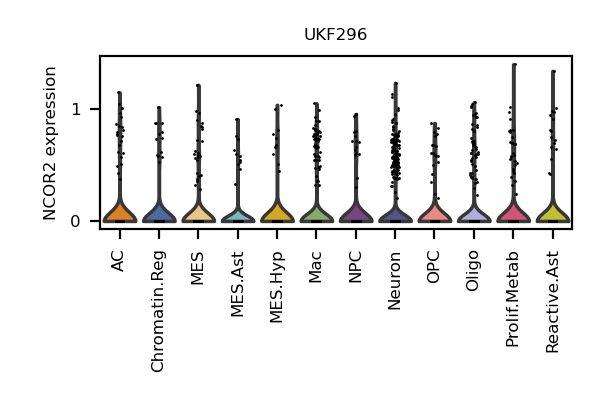 UKF296
NCOR2 expression
1
0
AC
Chromatin.Reg
MES
MES.Ast
MES.Hyp
Mac
NPC
Neuron
OPC
Oligo
Prolif.Metab
Reactive.Ast